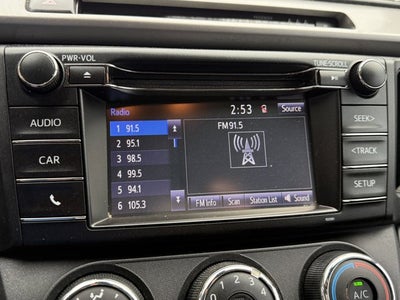 PWR•VOL
TUNE•SCROLL
AUDIO
CAR
Radio
2:53
Source
1 91.5
2 95.1
3 98.5
4 99.5
5 94.1
6 105.3
FM 91.5
FM Info
Scan
Station List
Sound
SEEK>
<TRACK
SETUP
A/C